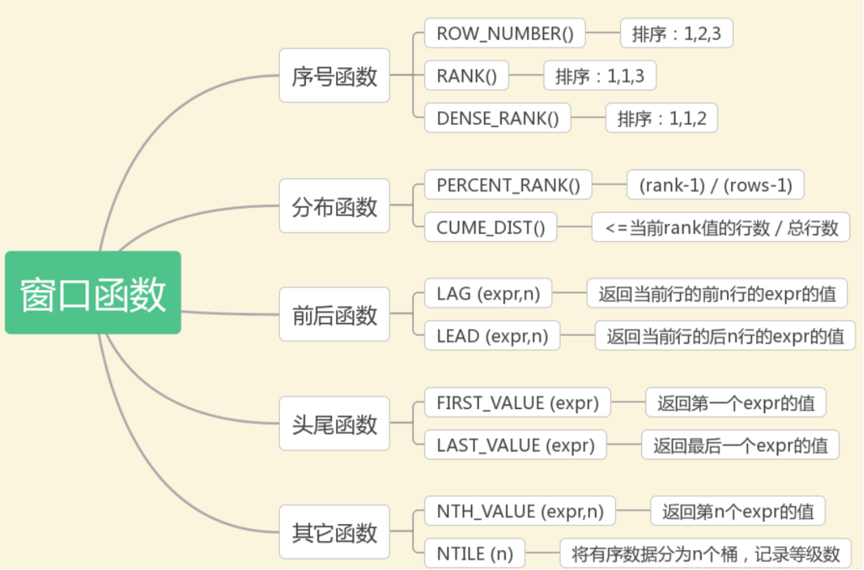 窗口函数
序号函数
ROW_NUMBER()
排序：1,2,3
RANK()
排序：1,1,3
DENSE_RANK()
排序：1,1,2
分布函数
PERCENT_RANK()
(rank-1) / (rows-1)
CUME_DIST()
<=当前rank值的行数 / 总行数
前后函数
LAG (expr,n)
返回当前行的前n行的expr的值
LEAD (expr,n)
返回当前行的后n行的expr的值
头尾函数
FIRST_VALUE (expr)
返回第一个expr的值
LAST_VALUE (expr)
返回最后一个expr的值
其它函数
NTH_VALUE (expr,n)
返回第n个expr的值
NTILE (n)
将有序数据分为n个桶，记录等级数